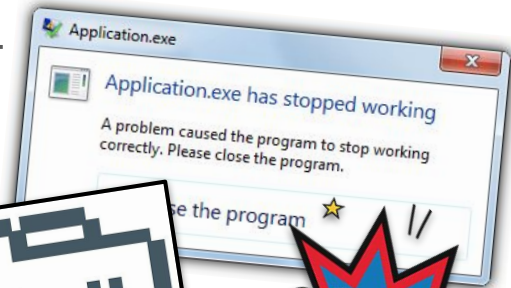 Application.exe
Application.exe has stopped working
A problem caused the program to stop working
correctly. Please close the program.
the program